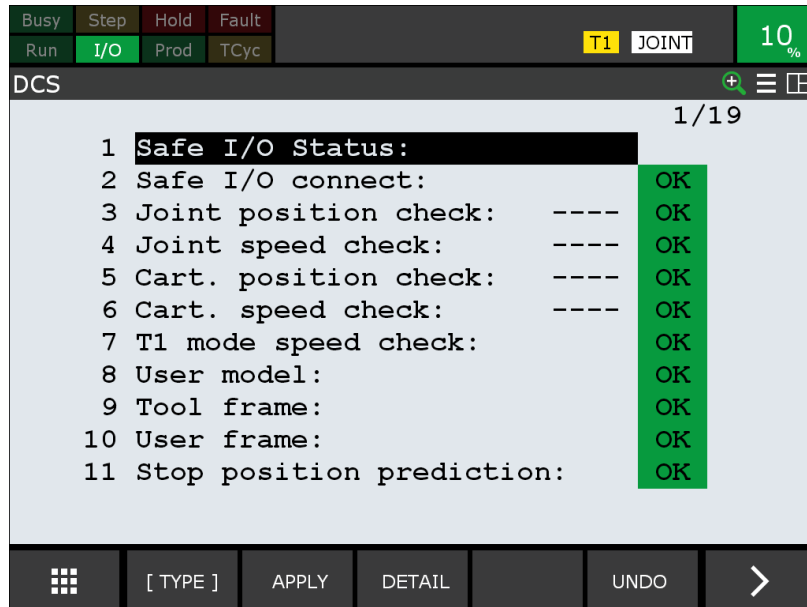 Busy Step Hold Fault
Run I/O Prod TCyc T1 JOINT 10%
DCS
1/19
1 Safe I/O Status:
2 Safe I/O connect: OK
3 Joint position check: ---- OK
4 Joint speed check: ---- OK
5 Cart. position check: ---- OK
6 Cart. speed check: ---- OK
7 T1 mode speed check: OK
8 User model: OK
9 Tool frame: OK
10 User frame: OK
11 Stop position prediction: OK
[ TYPE ] APPLY DETAIL UNDO >